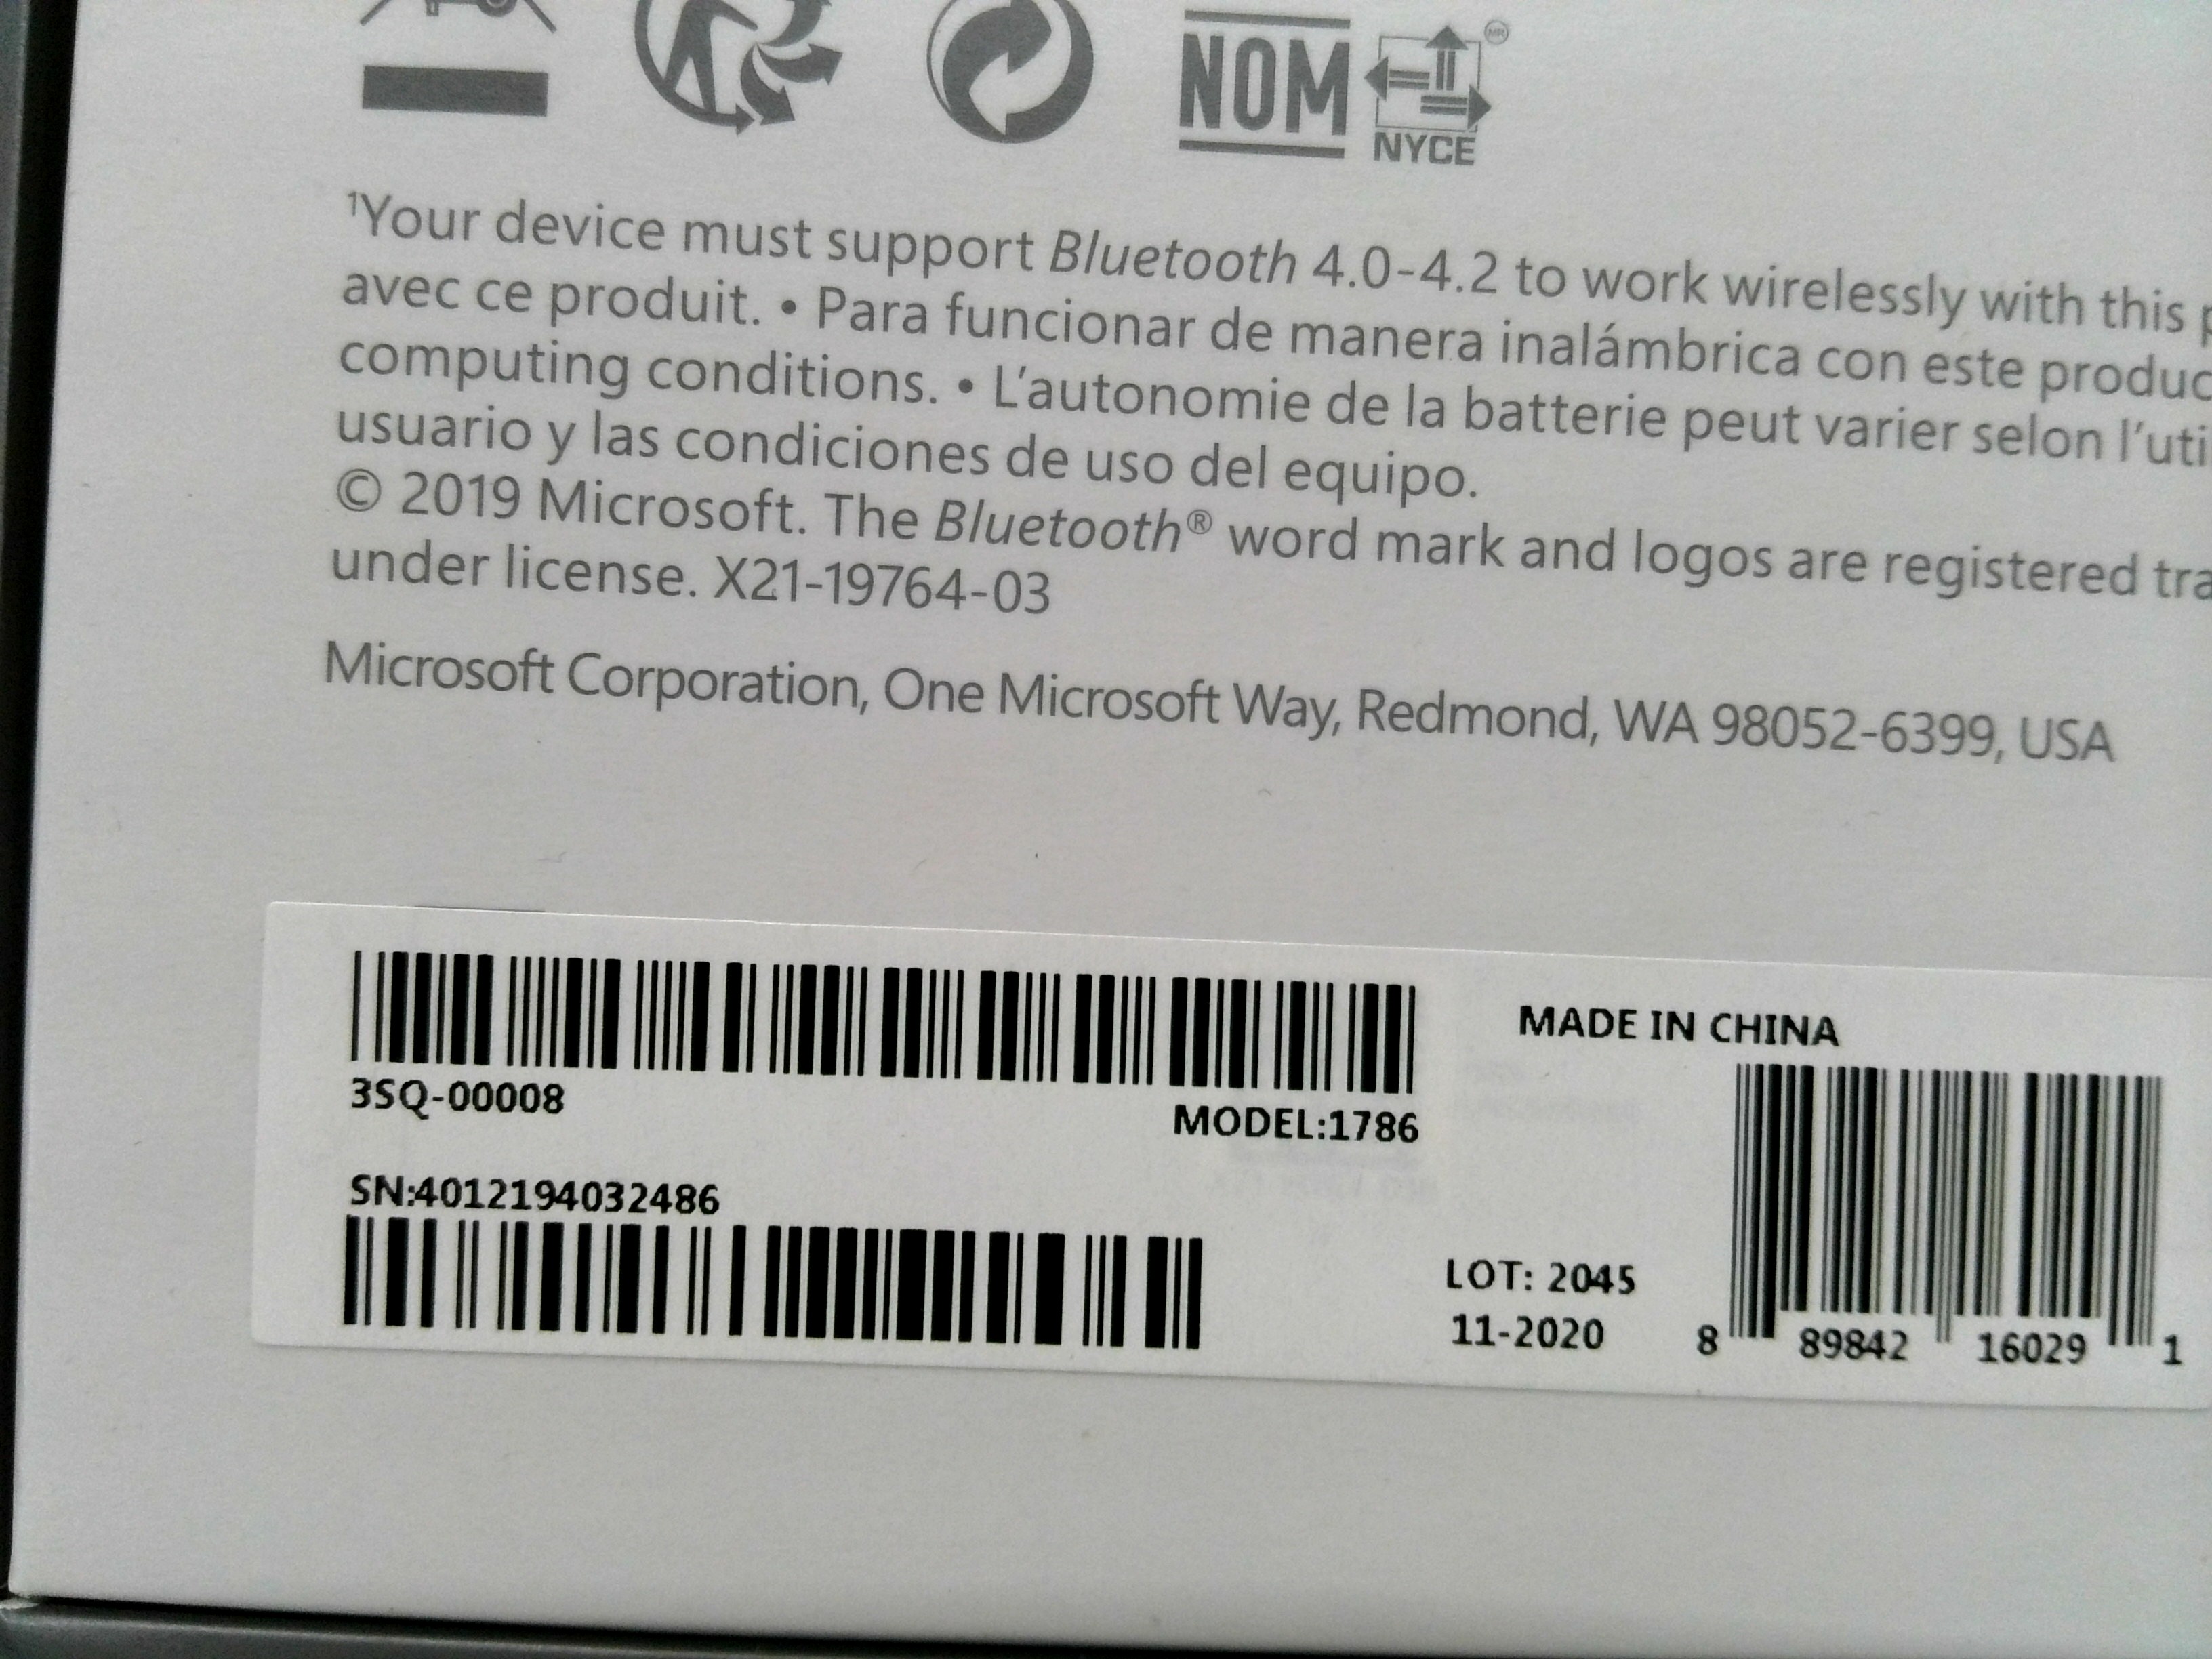 NOM
MR
NYCE
¹Your device must support Bluetooth 4.0-4.2 to work wirelessly with this
avec ce produit. • Para funcionar de manera inalámbrica con este produc
computing conditions. • L'autonomie de la batterie peut varier selon l'uti
usuario y las condiciones de uso del equipo.
© 2019 Microsoft. The Bluetooth® word mark and logos are registered tra
under license. X21-19764-03
Microsoft Corporation, One Microsoft Way, Redmond, WA 98052-6399, USA
MADE IN CHINA
3SQ-00008
MODEL:1786
SN:4012194032486
LOT: 2045
11-2020
8 89842 16029 1